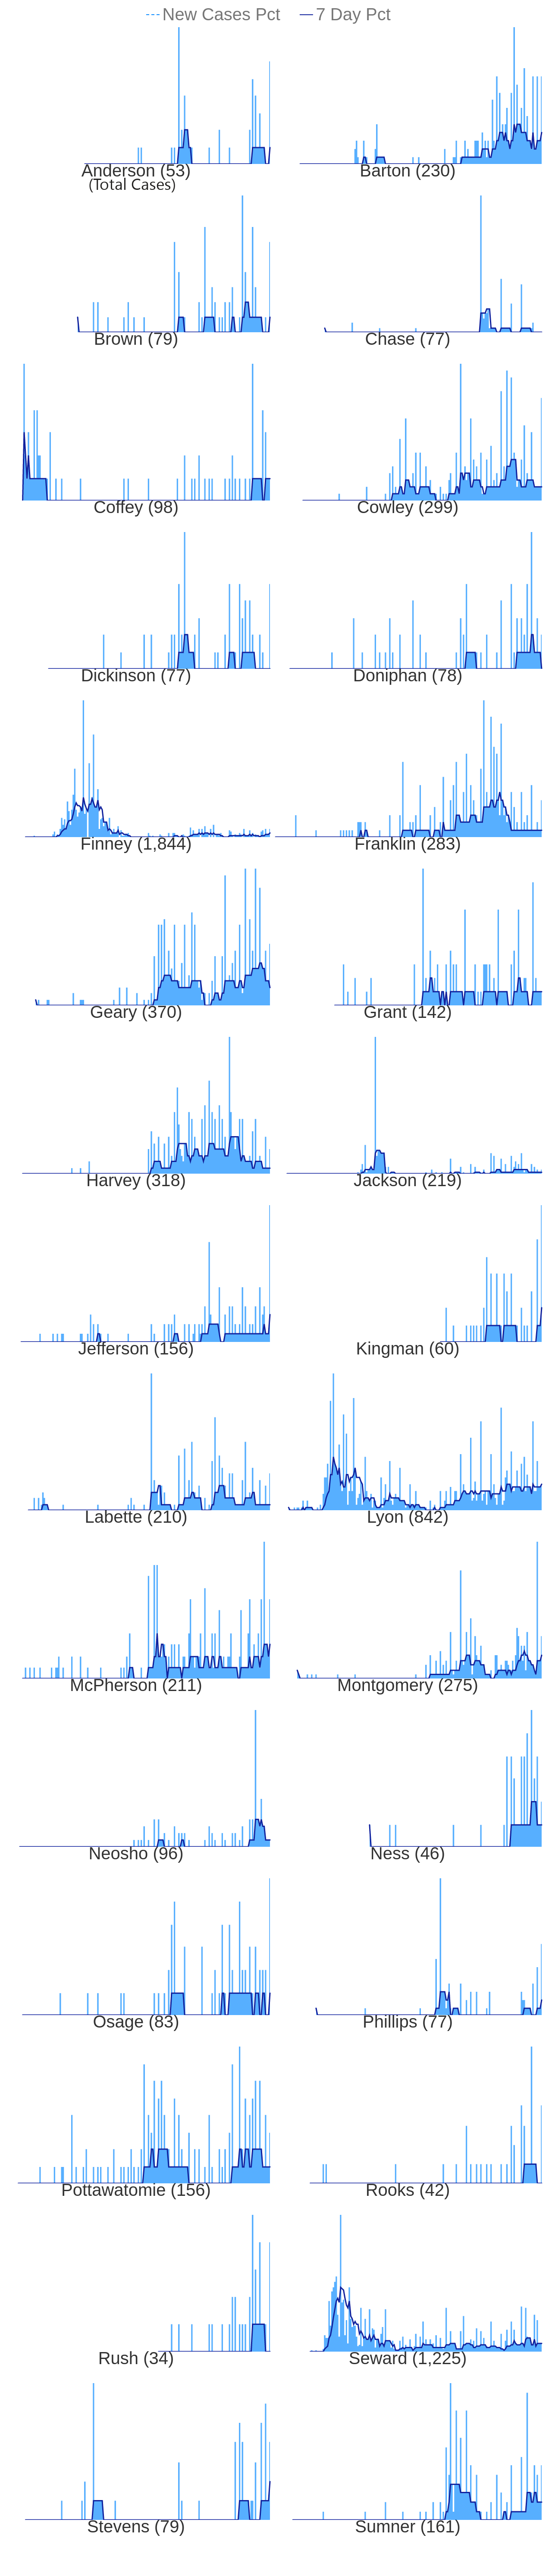 New Cases Pct 7 Day Pct
Anderson (53) Barton (230)
(Total Cases)
Brown (79) Chase (77)
Coffey (98) Cowley (299)
Dickinson (77) Doniphan (78)
Finney (1,844) Franklin (283)
Geary (370) Grant (142)
Harvey (318) Jackson (219)
Jefferson (156) Kingman (60)
Labette (210) Lyon (842)
McPherson (211) Montgomery (275)
Neosho (96) Ness (46)
Osage (83) Phillips (77)
Pottawatomie (156) Rooks (42)
Rush (34) Seward (1,225)
Stevens (79) Sumner (161)